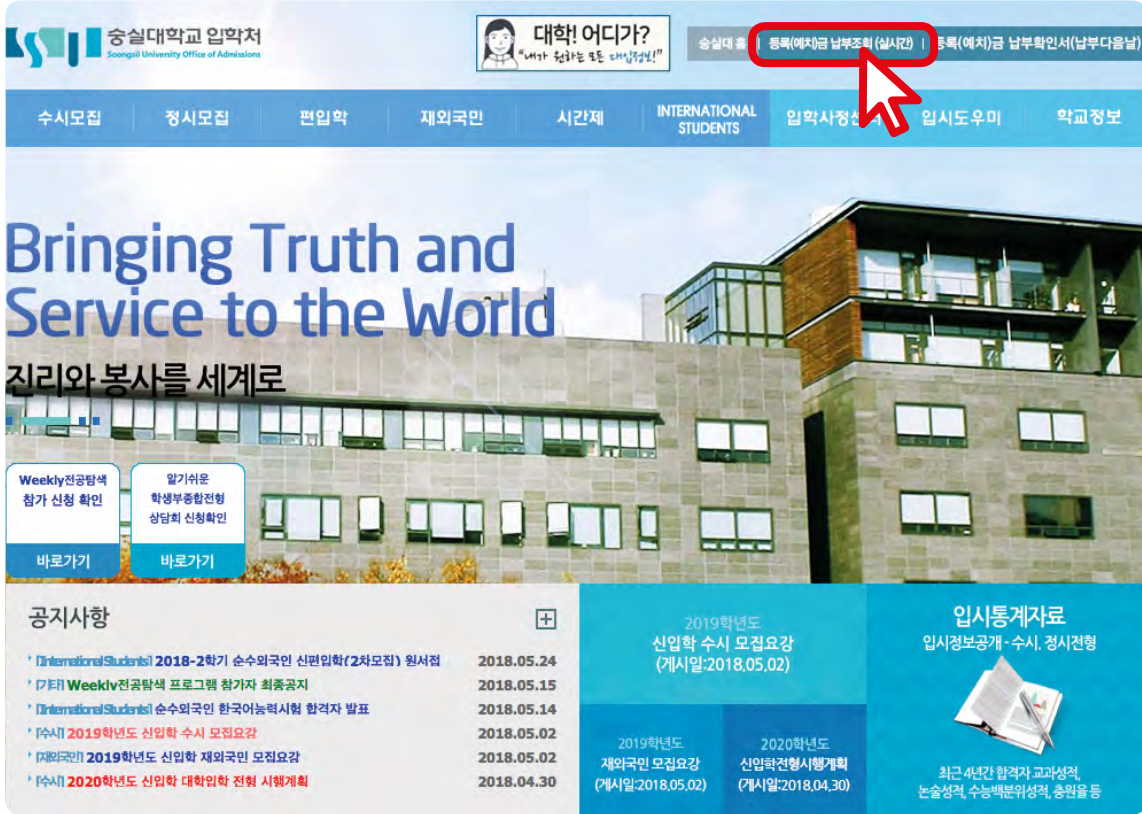 숭실대학교 입학처
Soongsil University Office of Admissions
대학! 어디가?
"내가 원하는 모든 대입정보!"
숭실대 홈 | 등록(예치)금 납부조회 (실시간) | 등록(예치)금 납부확인서(납부다음날)
수시모집 정시모집 편입학 재외국민 시간제 INTERNATIONAL STUDENTS 입학사정센터 입시도우미 학교정보
Bringing Truth and
Service to the World
진리와 봉사를 세계로
Weekly전공탐색
참가 신청 확인
바로가기
알기쉬운
학생부종합전형
상담회 신청확인
바로가기
공지사항
[International Students] 2018-2학기 순수외국인 신편입학(2차모집) 원서접 2018.05.24
[기타] Weekly전공탐색 프로그램 참가자 최종공지 2018.05.15
[International Students] 순수외국인 한국어능력시험 합격자 발표 2018.05.14
[수시] 2019학년도 신입학 수시 모집요강 2018.05.02
[재외국민] 2019학년도 신입학 재외국민 모집요강 2018.05.02
[수시] 2020학년도 신입학 대학입학 전형 시행계획 2018.04.30
2019학년도
신입학 수시 모집요강
(게시일:2018.05.02)
2019학년도
재외국민 모집요강
(게시일:2018.05.02)
2020학년도
신입학전형시행계획
(게시일:2018.04.30)
입시통계자료
입시정보공개 - 수시. 정시전형
최근 4년간 합격자 교과성적,
논술성적, 수능백분위성적, 충원율 등